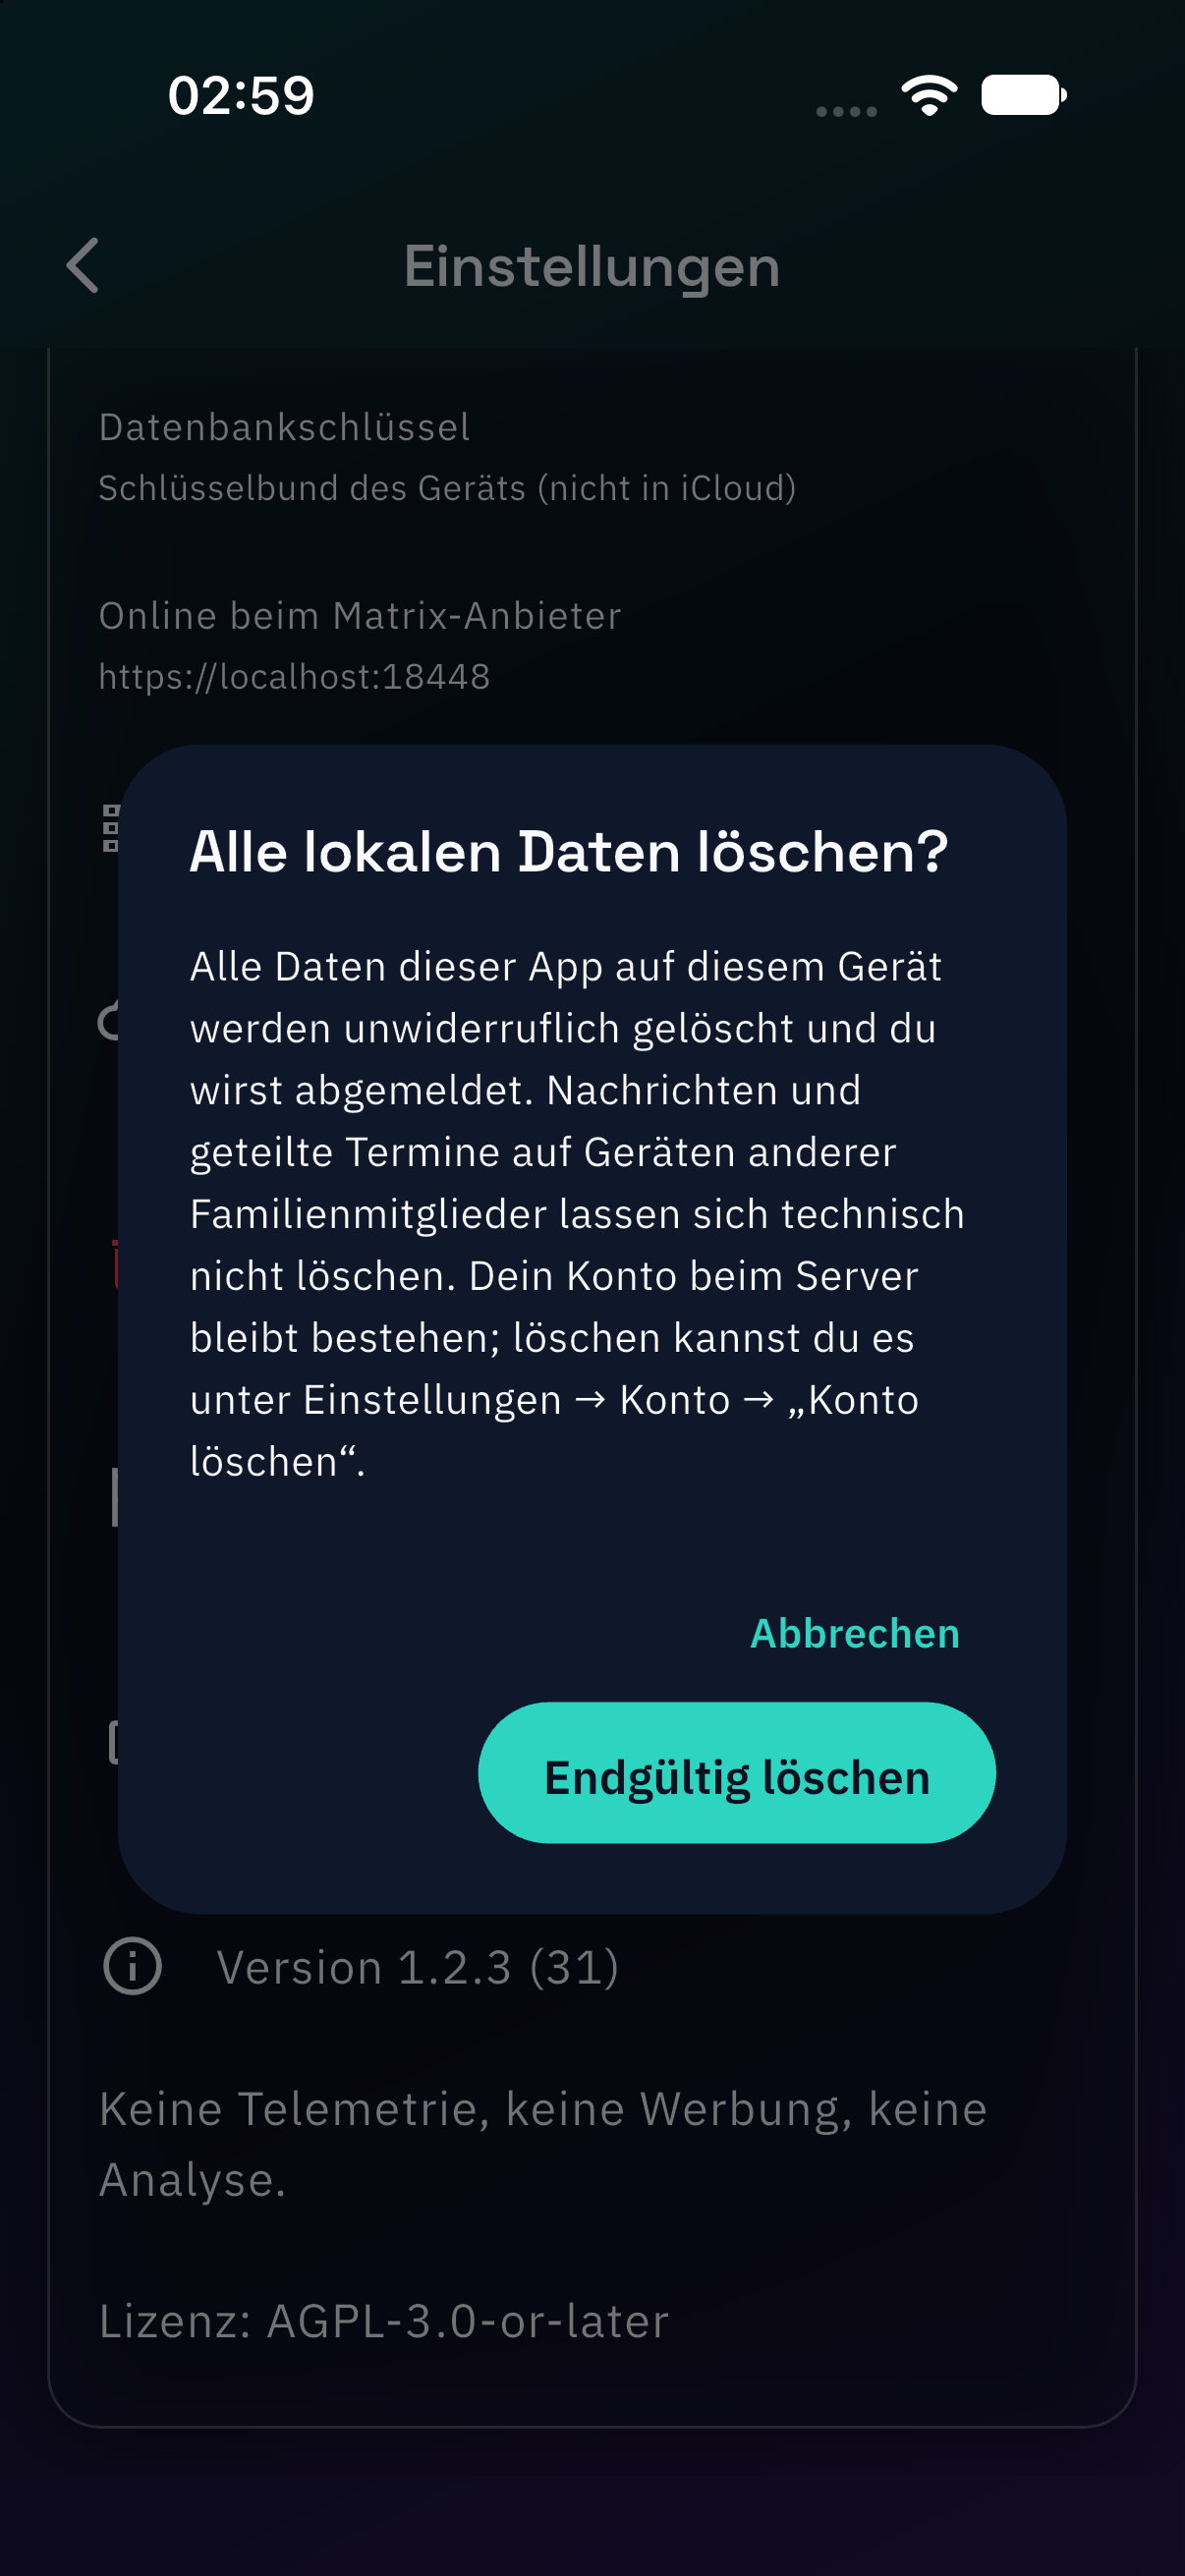 02:59
Einstellungen
Datenbankschlüssel
Schlüsselbund des Geräts (nicht in iCloud)
Online beim Matrix-Anbieter
https://localhost:18448
Alle lokalen Daten löschen?
Alle Daten dieser App auf diesem Gerät
werden unwiderruflich gelöscht und du
wirst abgemeldet. Nachrichten und
geteilte Termine auf Geräten anderer
Familienmitglieder lassen sich technisch
nicht löschen. Dein Konto beim Server
bleibt bestehen; löschen kannst du es
unter Einstellungen → Konto → „Konto
löschen“.
Abbrechen
Endgültig löschen
Version 1.2.3 (31)
Keine Telemetrie, keine Werbung, keine
Analyse.
Lizenz: AGPL-3.0-or-later